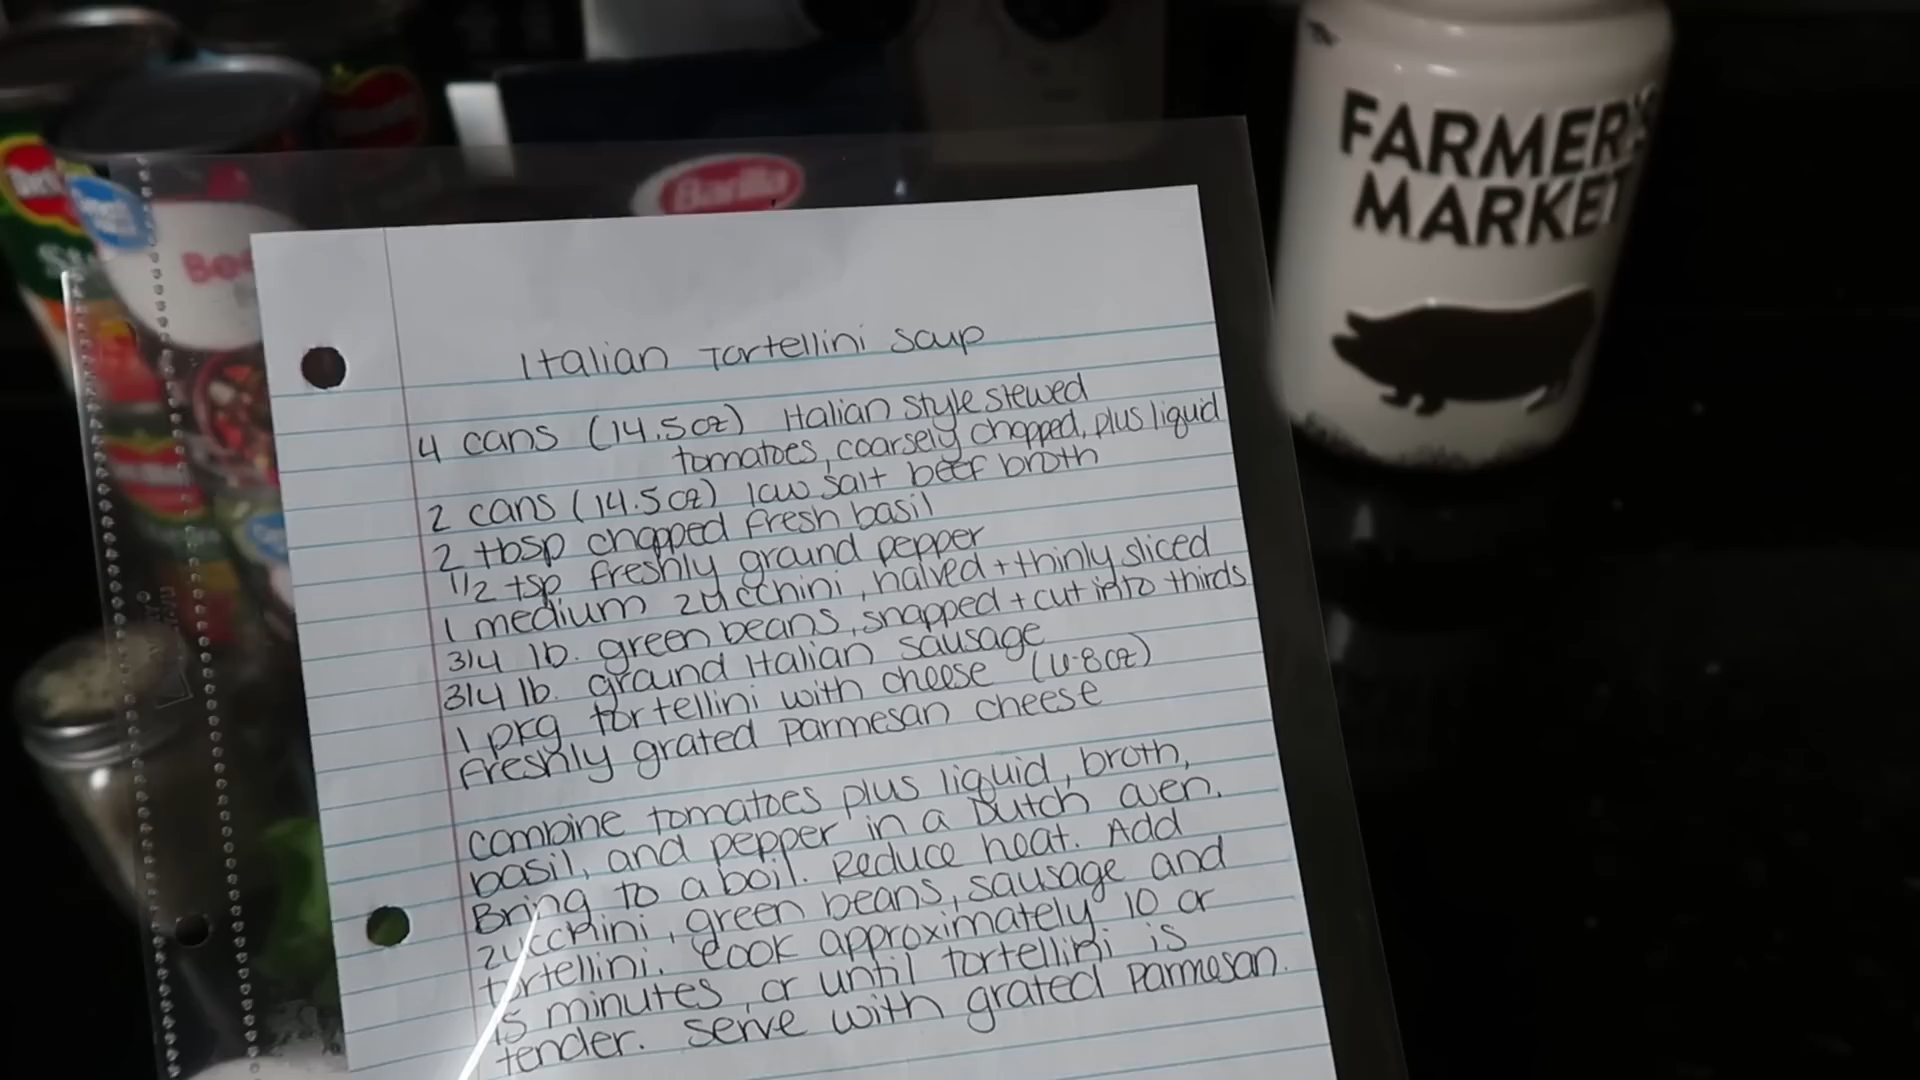 Barilla
FARMER'S
MARKET
Italian Tortellini Soup
4 cans (14.5oz) Italian style stewed
tomatoes, coarsely chopped, plus liquid
2 cans (14.5oz) low salt beef broth
2 tbsp chopped fresh basil
1/2 tsp freshly ground pepper
1 medium zucchini, halved + thinly sliced
3/4 lb. green beans, snapped + cut into thirds
3/4 lb. ground Italian sausage
1 pkg tortellini with cheese
freshly grated Parmesan cheese
combine tomatoes plus liquid, broth,
basil, and pepper in a Dutch oven.
Bring to a boil. Reduce heat. Add
zucchini, green beans, sausage and
tortellini. Cook approximately 10 or
15 minutes, or until tortellini is
tender. Serve with grated Parmesan.